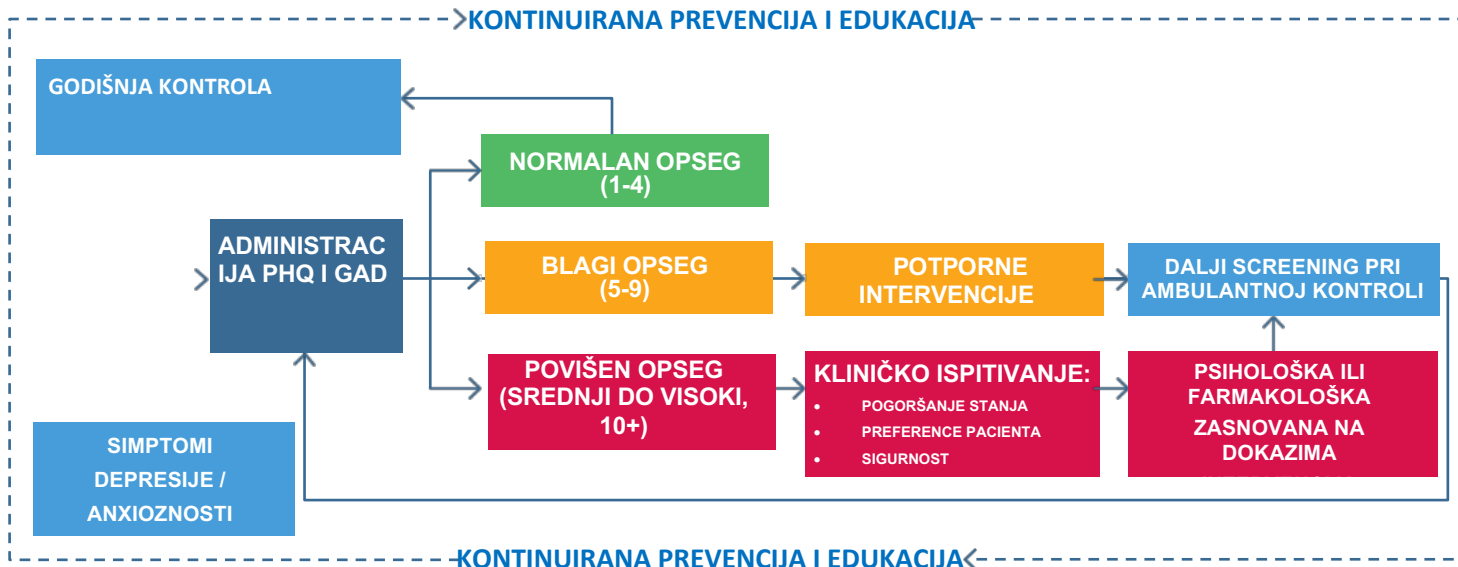 KONTINUIRANA PREVENCIJA I EDUKACIJA
GODIŠNJA KONTROLA
NORMALAN OPSEG
(1-4)
ADMINISTRAC
IJA PHQ I GAD
BLAGI OPSEG
(5-9)
POTPORNE
INTERVENCIJE
DALJI SCREENING PRI
AMBULANTNOJ KONTROLI
POVIŠEN OPSEG
(SREDNJI DO VISOKI,
10+)
KLINIČKO ISPITIVANJE:
• POGORŠANJE STANJA
• PREFERENCE PACIENTA
• SIGURNOST
PSIHOLOŠKA ILI
FARMAKOLOŠKA
ZASNOVANA NA
DOKAZIMA
SIMPTOMI
DEPRESIJE /
ANXIOZNOSTI
KONTINUIRANA PREVENCIJA I EDUKACIJA